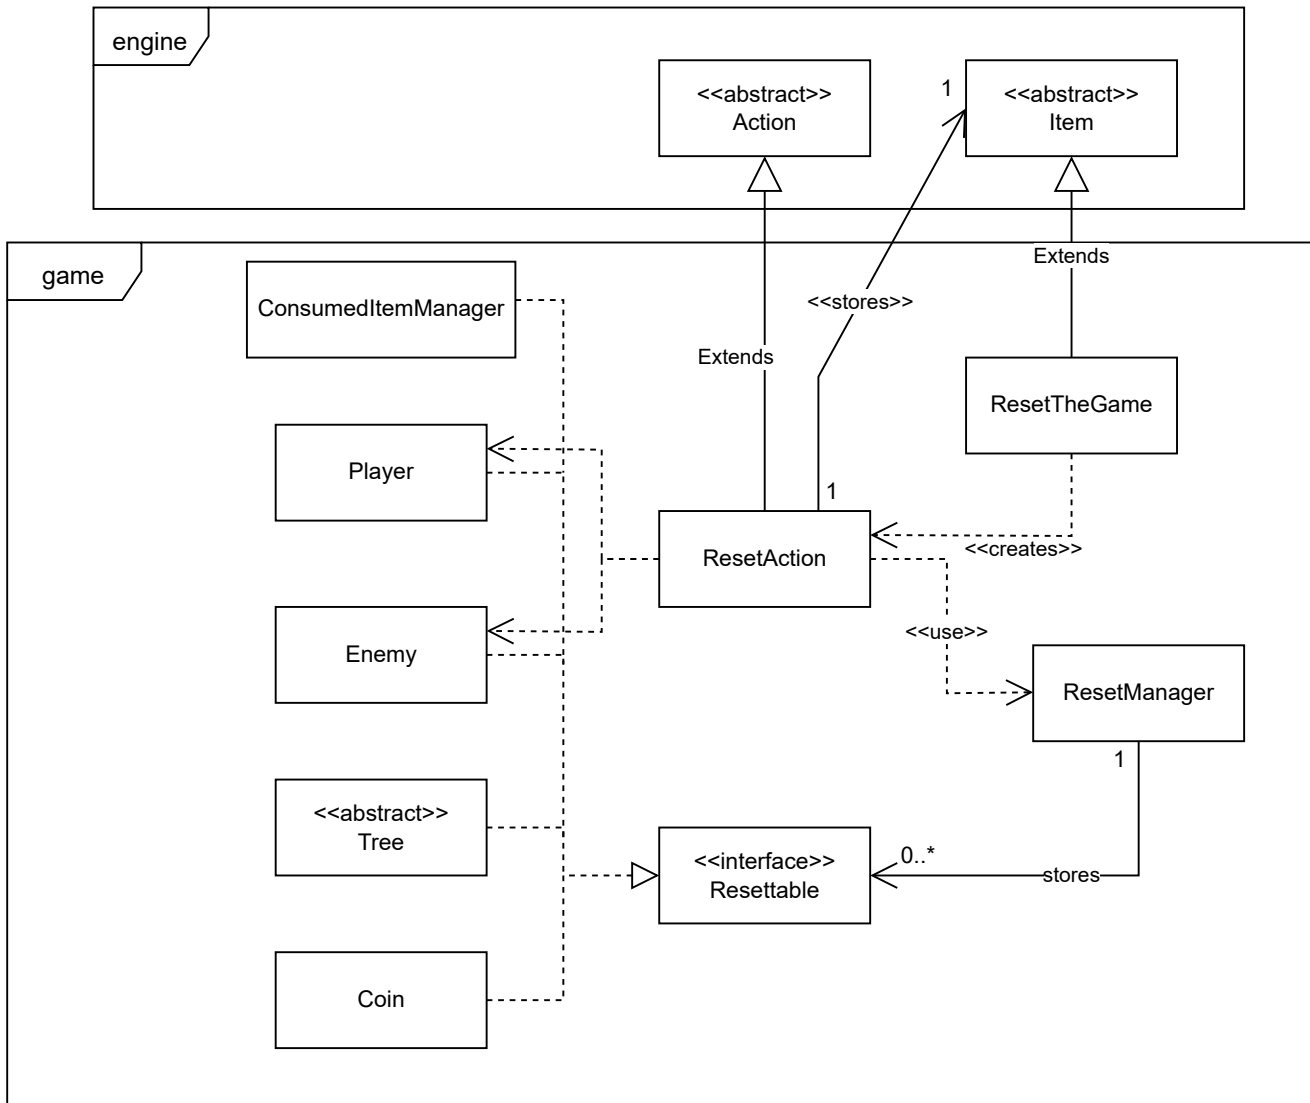 engine
<<abstract>>
Action
1
<<abstract>>
Item
game
ConsumedItemManager
Extends
<<stores>>
Extends
ResetTheGame
Player
1
ResetAction
<<creates>>
<<use>>
Enemy
ResetManager
1
<<abstract>>
Tree
<<interface>>
Resettable
0..*
stores
Coin